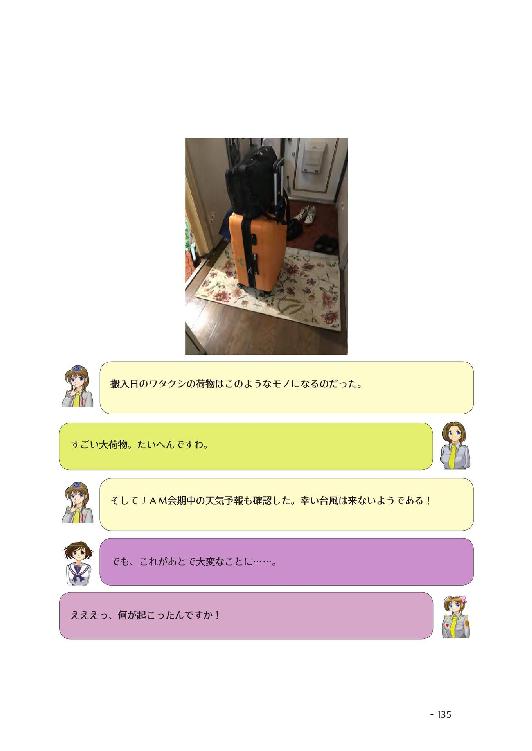 搬入日のワタクシの荷物はこのようなモノになるのだった。
すごい大荷物。たいへんですわ。
そしてJAM会期中の天気予報も確認した。幸い台風は来ないようである！
でも、これがあとで大変なことに……。
えええっ、何が起こったんですか！
- 135